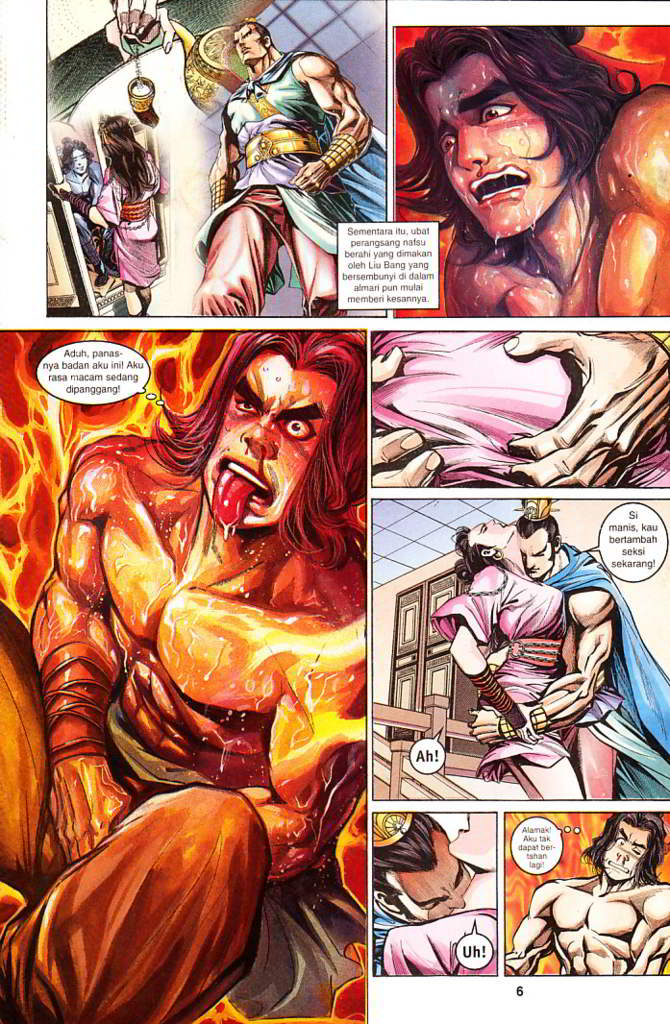 Sementara itu, ubat
perangsang nafsu
berahi yang dimakan
oleh Liu Bang yang
bersembunyi di dalam
almari pun mulai
memberi kesannya.
Aduh, panas-
nya badan aku ini! Aku
rasa macam sedang
dipanggang!
Si
manis, kau
bertambah
seksi
sekarang!
Ah!
Uh!
Alamak!
Aku tak
dapat ber-
tahan
lagi!
6